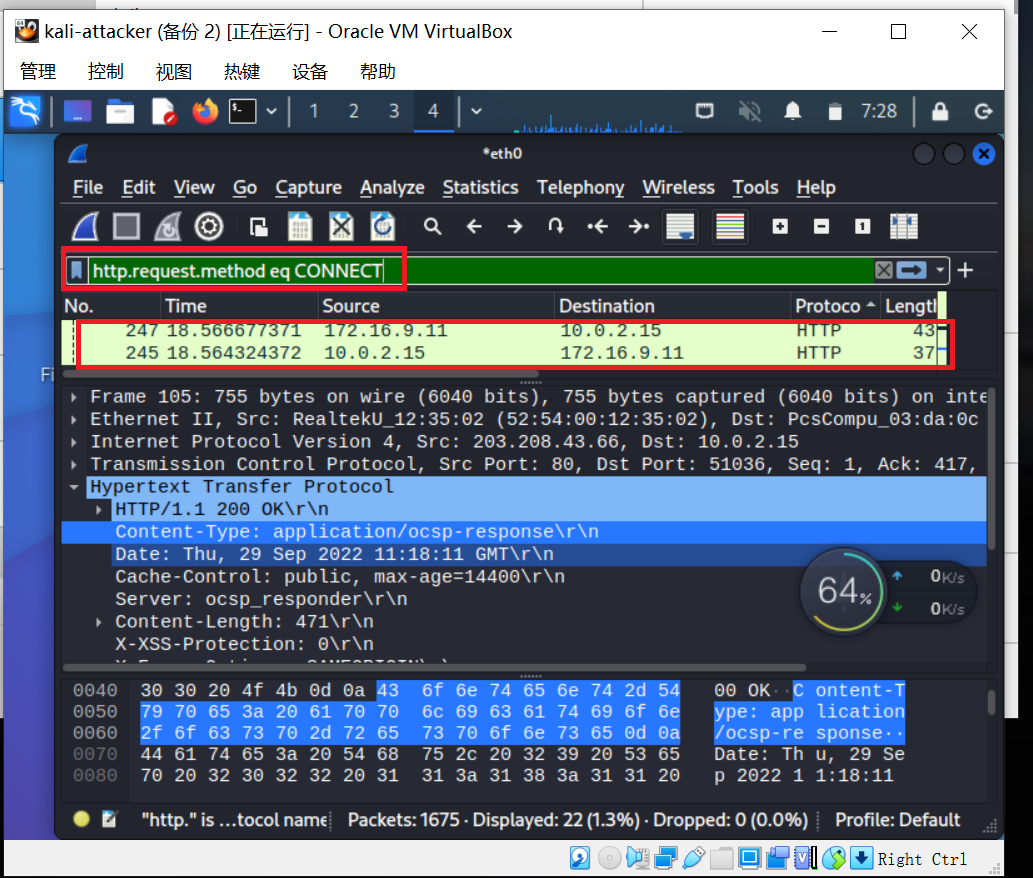 kali-attacker (备份 2) [正在运行] - Oracle VM VirtualBox
管理 控制 视图 热键 设备 帮助
1 2 3 4 7:28
*eth0
File Edit View Go Capture Analyze Statistics Telephony Wireless Tools Help
http.request.method eq CONNECT
No. Time Source Destination Protoco Length
247 18.566677371 172.16.9.11 10.0.2.15 HTTP 43
245 18.564324372 10.0.2.15 172.16.9.11 HTTP 37
Fi
Frame 105: 755 bytes on wire (6040 bits), 755 bytes captured (6040 bits) on inte
Ethernet II, Src: RealtekU_12:35:02 (52:54:00:12:35:02), Dst: PcsCompu_03:da:0c
Internet Protocol Version 4, Src: 203.208.43.66, Dst: 10.0.2.15
Transmission Control Protocol, Src Port: 80, Dst Port: 51036, Seq: 1, Ack: 417,
Hypertext Transfer Protocol
HTTP/1.1 200 OK\r\n
Content-Type: application/ocsp-response\r\n
Date: Thu, 29 Sep 2022 11:18:11 GMT\r\n
Cache-Control: public, max-age=14400\r\n
Server: ocsp_responder\r\n
Content-Length: 471\r\n
X-XSS-Protection: 0\r\n
64%
0K/s
0K/s
0040 30 30 20 4f 4b 0d 0a 43 6f 6e 74 65 6e 74 2d 54 00 OK··C ontent-T
0050 79 70 65 3a 20 61 70 70 6c 69 63 61 74 69 6f 6e ype: app lication
0060 2f 6f 63 73 70 2d 72 65 73 70 6f 6e 73 65 0d 0a /ocsp-re sponse··
0070 44 61 74 65 3a 20 54 68 75 2c 20 32 39 20 53 65 Date: Th u, 29 Se
0080 70 20 32 30 32 32 20 31 31 3a 31 38 3a 31 31 20 p 2022 1 1:18:11
"http." is …tocol name Packets: 1675 · Displayed: 22 (1.3%) · Dropped: 0 (0.0%) Profile: Default
Right Ctrl